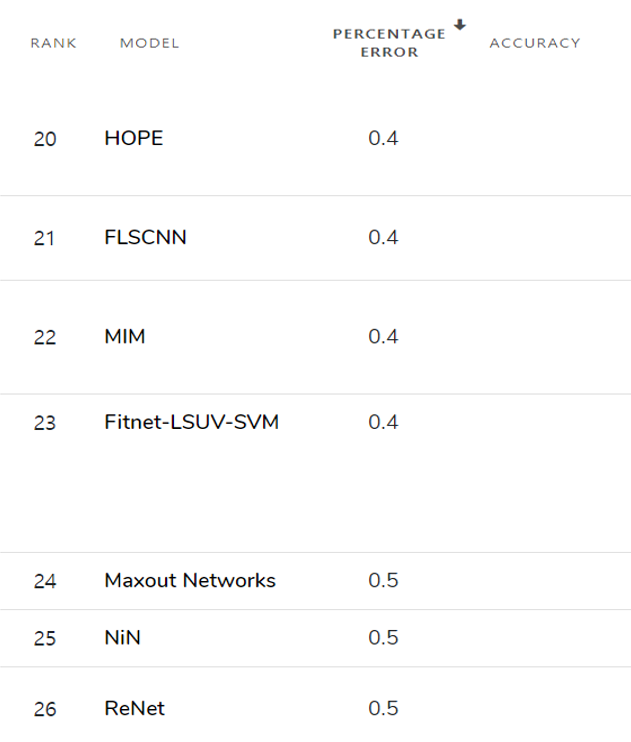 RANK MODEL PERCENTAGE ERROR ACCURACY
20 HOPE 0.4
21 FLSCNN 0.4
22 MIM 0.4
23 Fitnet-LSUV-SVM 0.4
24 Maxout Networks 0.5
25 NiN 0.5
26 ReNet 0.5